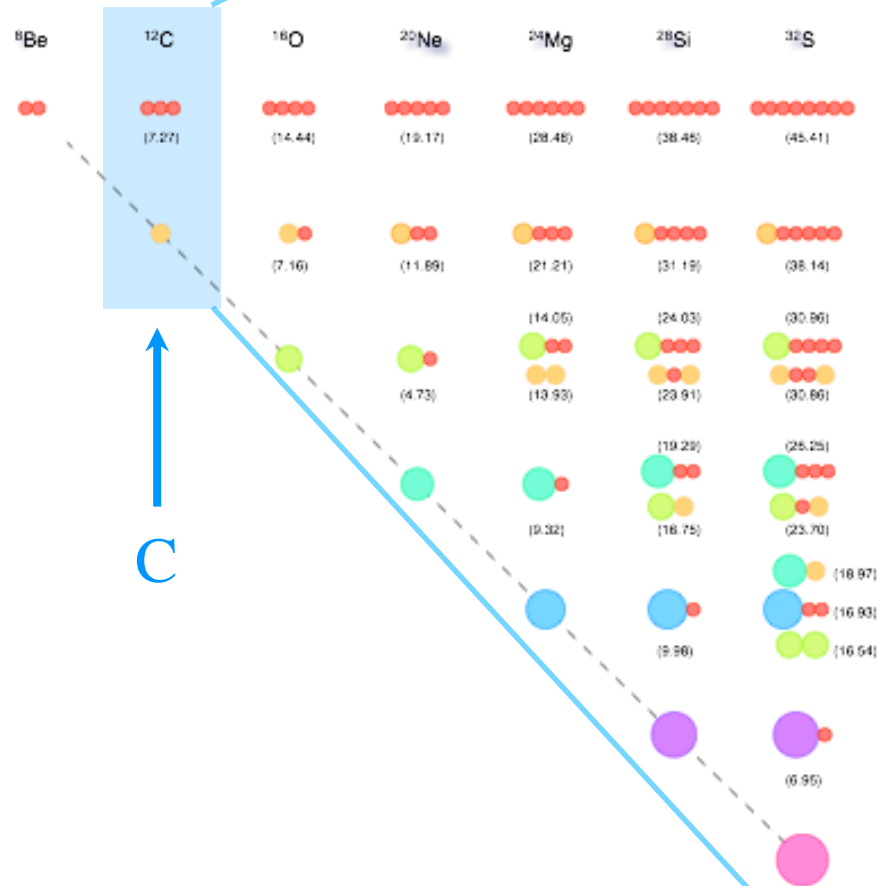 ⁸Be ¹²C ¹⁶O ²⁰Ne ²⁴Mg ²⁸Si ³²S
(7.27) (14.44) (19.17) (28.48) (38.46) (45.41)
(7.16) (11.89) (21.21) (31.19) (38.14)
(14.05) (24.03) (30.96)
(4.73) (13.93) (23.91) (30.86)
(19.29) (26.25)
(9.32) (16.75) (23.70)
C
(18.97)
(16.93)
(16.54)
(9.98)
(6.95)